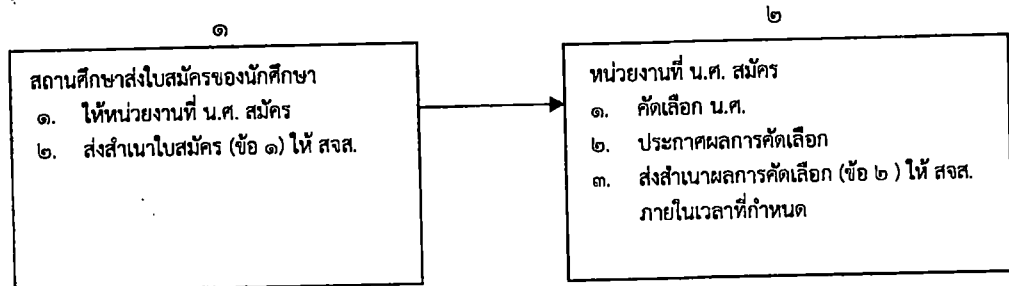 ๑
สถานศึกษาส่งใบสมัครของนักศึกษา
๑. ให้หน่วยงานที่ น.ศ. สมัคร
๒. ส่งสำเนาใบสมัคร (ข้อ ๑) ให้ สจส.
๒
หน่วยงานที่ น.ศ. สมัคร
๑. คัดเลือก น.ศ.
๒. ประกาศผลการคัดเลือก
๓. ส่งสำเนาผลการคัดเลือก (ข้อ ๒ ) ให้ สจส.
ภายในเวลาที่กำหนด